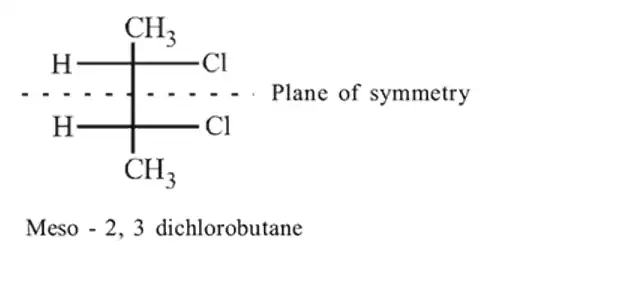 CH3
H Cl
Plane of symmetry
H Cl
CH3
Meso - 2, 3 dichlorobutane